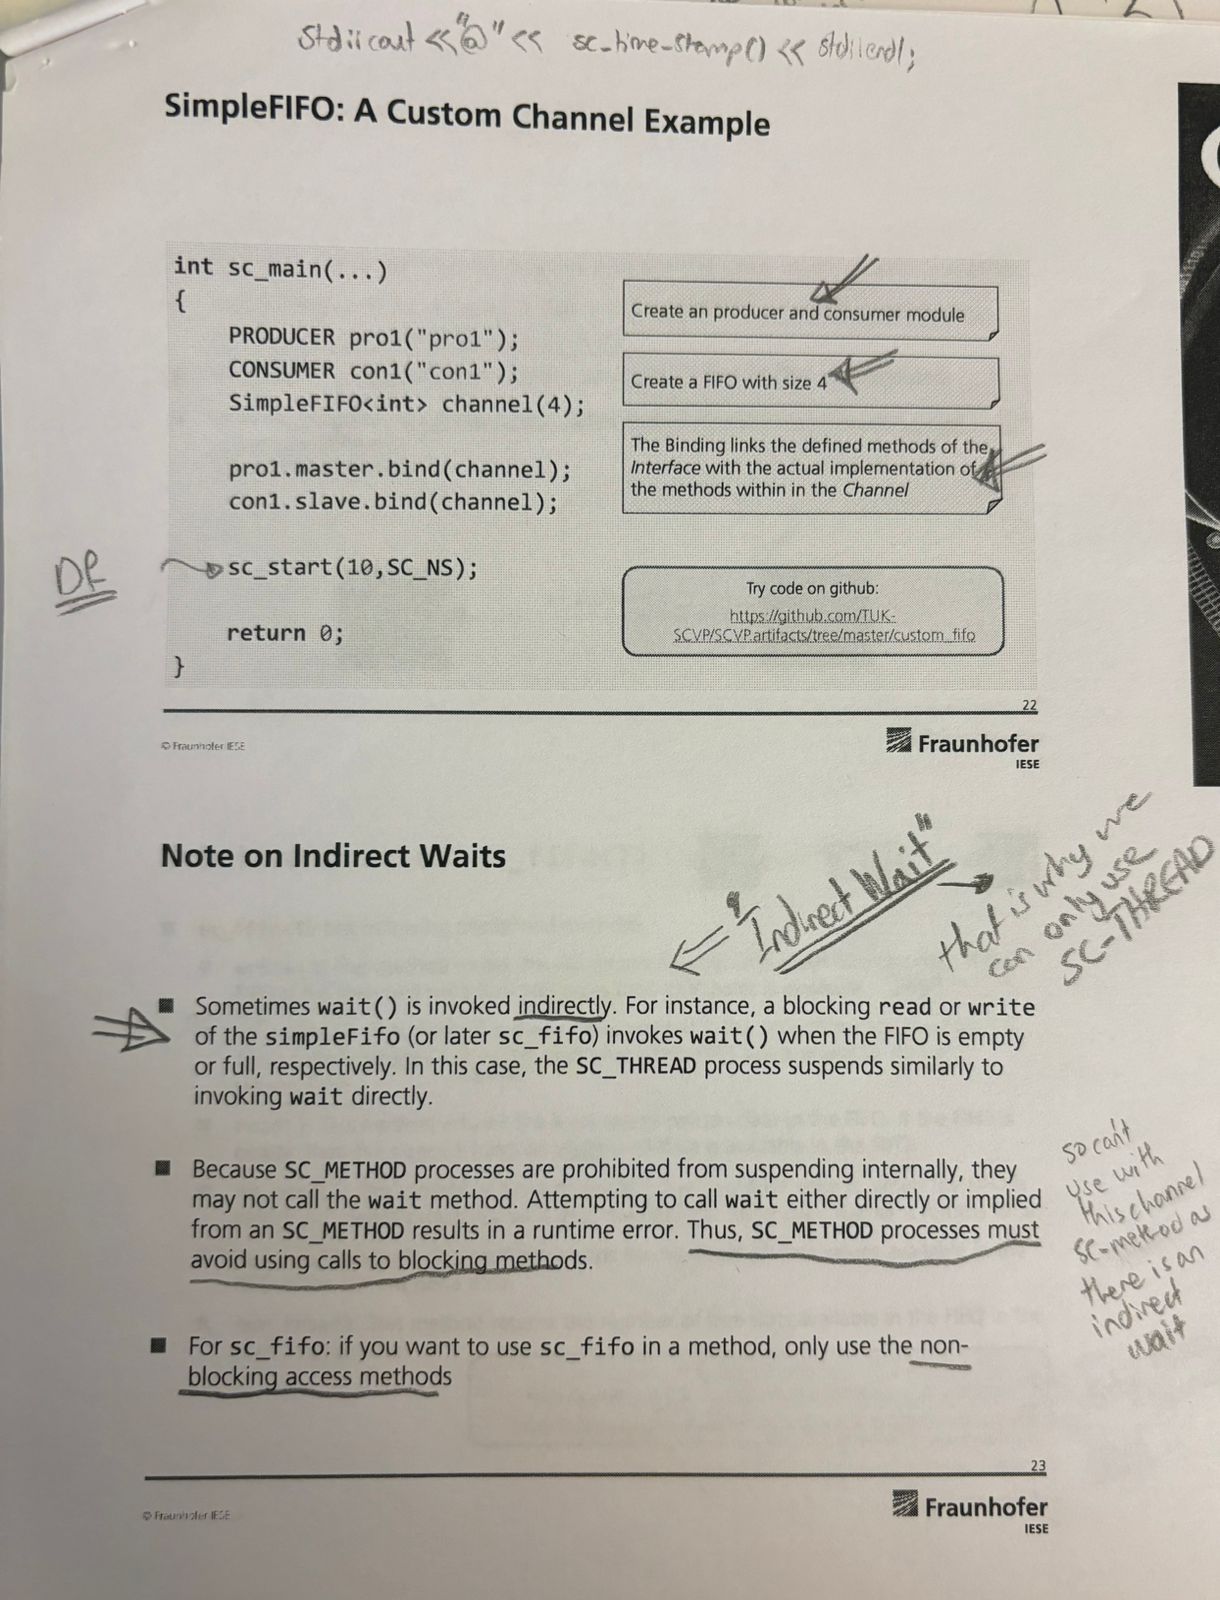 std::cout << "@" << sc_time_stamp() << std::endl;
SimpleFIFO: A Custom Channel Example
int sc_main(...)
{
PRODUCER pro1("pro1");
CONSUMER con1("con1");
SimpleFIFO<int> channel(4);
pro1.master.bind(channel);
con1.slave.bind(channel);
sc_start(10,SC_NS);
return 0;
}
Create an producer and consumer module
Create a FIFO with size 4
The Binding links the defined methods of the
Interface with the actual implementation of
the methods within in the Channel
Try code on github:
https://github.com/TUK-
SCVP/SCVP.artifacts/tree/master/custom_fifo
22
© Fraunhofer IESE
Fraunhofer
IESE
Note on Indirect Waits
"Indirect Wait"
that is why we
can only use
SC-THREAD
■ Sometimes wait() is invoked indirectly. For instance, a blocking read or write
of the simpleFifo (or later sc_fifo) invokes wait() when the FIFO is empty
or full, respectively. In this case, the SC_THREAD process suspends similarly to
invoking wait directly.
■ Because SC_METHOD processes are prohibited from suspending internally, they
may not call the wait method. Attempting to call wait either directly or implied
from an SC_METHOD results in a runtime error. Thus, SC_METHOD processes must
avoid using calls to blocking methods.
so can't
use with
this channel
sc-method as
there is an
indirect
wait
■ For sc_fifo: if you want to use sc_fifo in a method, only use the non-
blocking access methods
23
© Fraunhofer IESE
Fraunhofer
IESE